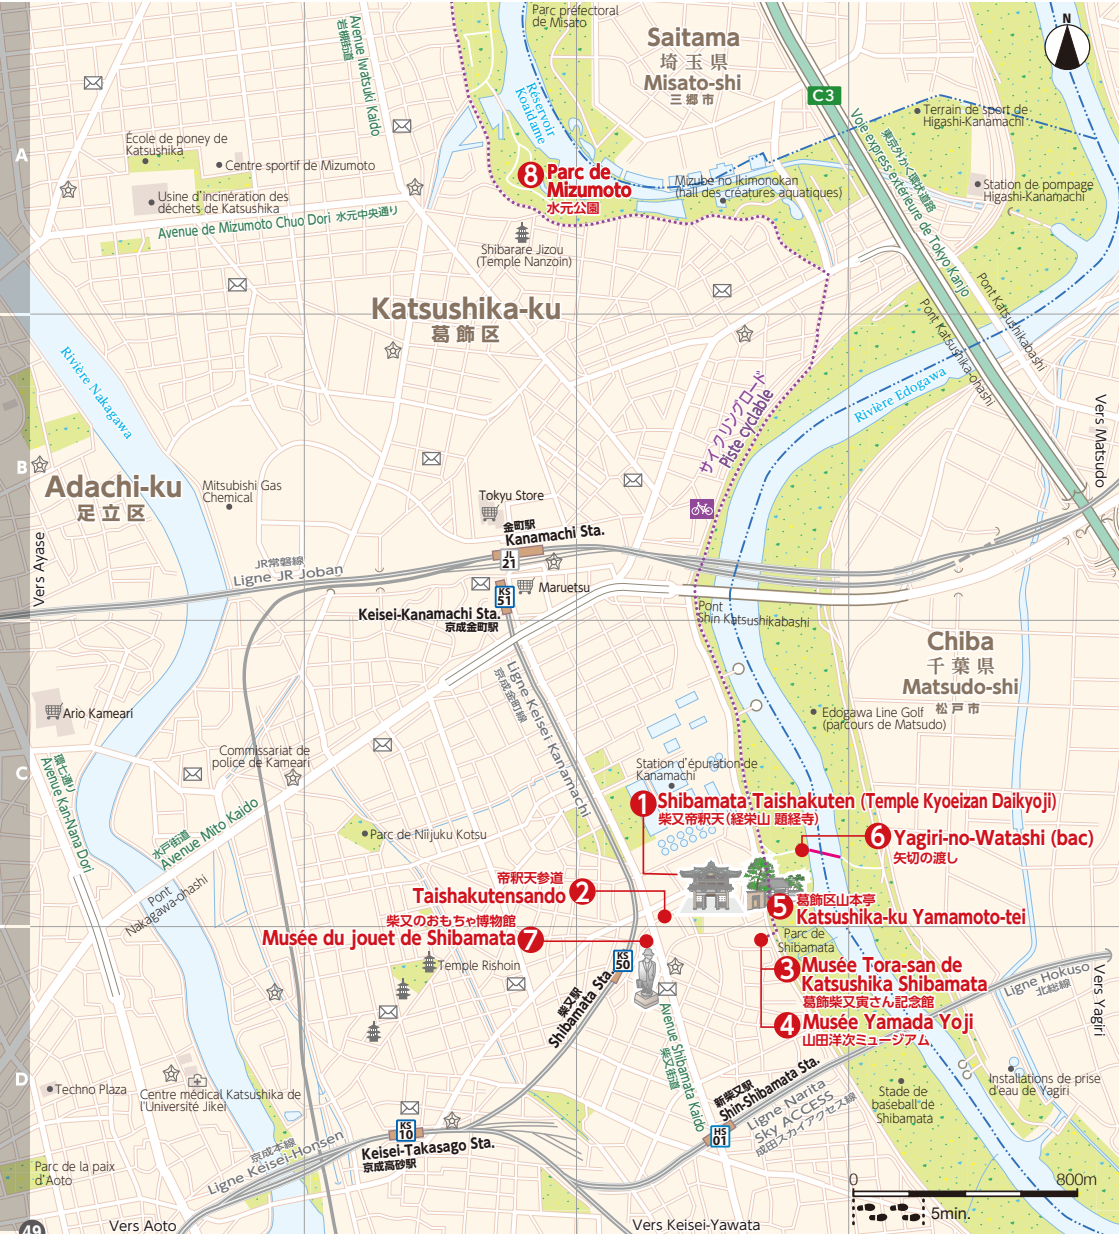 Parc préfectoral
de Misato
Saitama
埼玉県
Misato-shi
三郷市
N
Avenue Iwatsuki Kaido
岩槻街道
Réservoir
Koaidame
C3
Voie express extérieure de Tokyo Kanjo
東京外かく環状道路
Terrain de sport de
Higashi-Kanamachi
A
École de poney de
Katsushika
Centre sportif de Mizumoto
Usine d'incinération des
déchets de Katsushika
Avenue de Mizumoto Chuo Dori 水元中央通り
8 Parc de
Mizumoto
水元公園
Mizube no Ikimonokan
(hall des créatures aquatiques)
Station de pompage
Higashi-Kanamachi
Shibarare Jizou
(Temple Nanzoin)
Katsushika-ku
葛飾区
Pont Katsushikabashi
Pont Katsushika-ohashi
Rivière Nakagawa
Rivière Edogawa
サイクリングロード
Piste cyclable
Vers Matsudo
B
Adachi-ku
足立区
Mitsubishi Gas
Chemical
Tokyu Store
金町駅
Kanamachi Sta.
JL
21
Vers Ayase
JR常磐線
Ligne JR Joban
KS
51
Maruetsu
Keisei-Kanamachi Sta.
京成金町駅
Pont
Shin Katsushikabashi
Chiba
千葉県
Matsudo-shi
松戸市
Ligne Keisei Kanamachi
京成金町線
Ario Kameari
Edogawa Line Golf
(parcours de Matsudo)
C
環七通り
Avenue Kan-Nana Dori
Commissariat de
police de Kameari
Station d'épuration de
Kanamachi
1 Shibamata Taishakuten (Temple Kyoeizan Daikyoji)
柴又帝釈天（経栄山 題経寺）
水戸街道
Avenue Mito Kaido
Parc de Niijuku Kotsu
6 Yagiri-no-Watashi (bac)
矢切の渡し
Pont
Nakagawa-ohashi
帝釈天参道
Taishakutensando 2
5 葛飾区山本亭
Katsushika-ku Yamamoto-tei
柴又のおもちゃ博物館
Musée du jouet de Shibamata 7
Parc de
Shibamata
KS
50
Temple Rishoin
柴又駅
Shibamata Sta.
3 Musée Tora-san de
Katsushika Shibamata
葛飾柴又寅さん記念館
4 Musée Yamada Yoji
山田洋次ミュージアム
Ligne Hokuso
北総線
Vers Yagiri
Avenue Shibamata Kaido
柴又街道
D
Techno Plaza
Centre médical Katsushika de
l'Université Jikei
新柴又駅
Shin-Shibamata Sta.
Ligne Narita
Sky ACCESS
成田スカイアクセス線
Stade de
baseball de
Shibamata
Installations de prise
d'eau de Yagiri
KS
10
Keisei-Takasago Sta.
京成高砂駅
HS
01
京成本線
Ligne Keisei-Honsen
Parc de la paix
d'Aoto
0
800m
5min.
49
Vers Aoto
Vers Keisei-Yawata